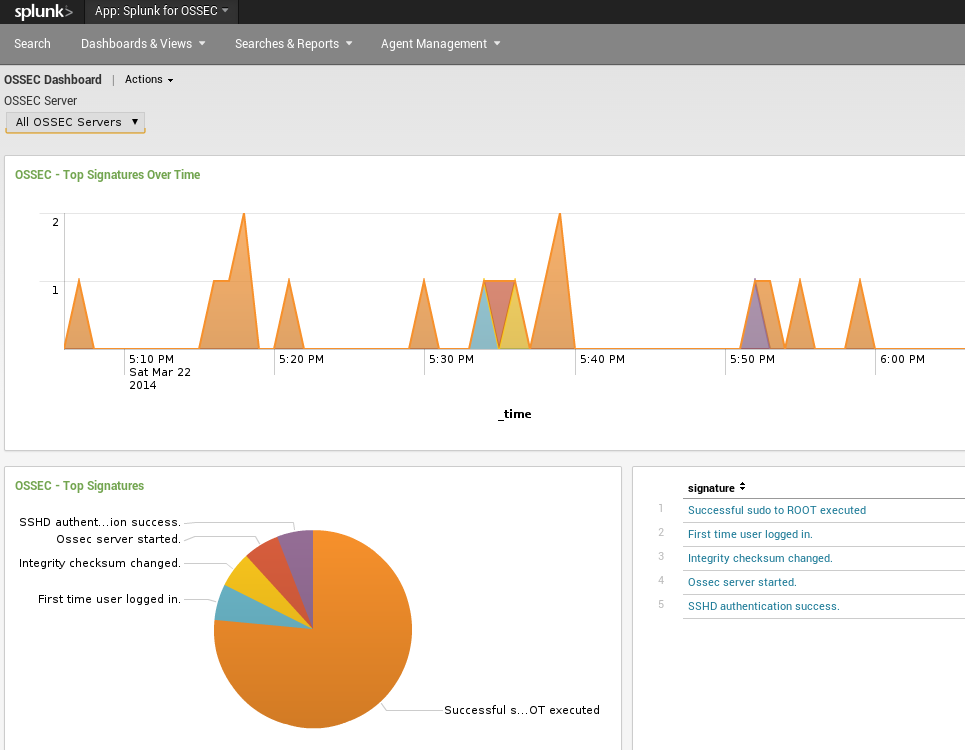 splunk> App: Splunk for OSSEC
Search Dashboards & Views Searches & Reports Agent Management
OSSEC Dashboard | Actions
OSSEC Server
All OSSEC Servers
OSSEC - Top Signatures Over Time
2
1
5:10 PM 5:20 PM 5:30 PM 5:40 PM 5:50 PM 6:00 PM
Sat Mar 22
2014
_time
OSSEC - Top Signatures
SSHD authent...ion success.
Ossec server started.
Integrity checksum changed.
First time user logged in.
Successful s...OT executed
signature
1 Successful sudo to ROOT executed
2 First time user logged in.
3 Integrity checksum changed.
4 Ossec server started.
5 SSHD authentication success.